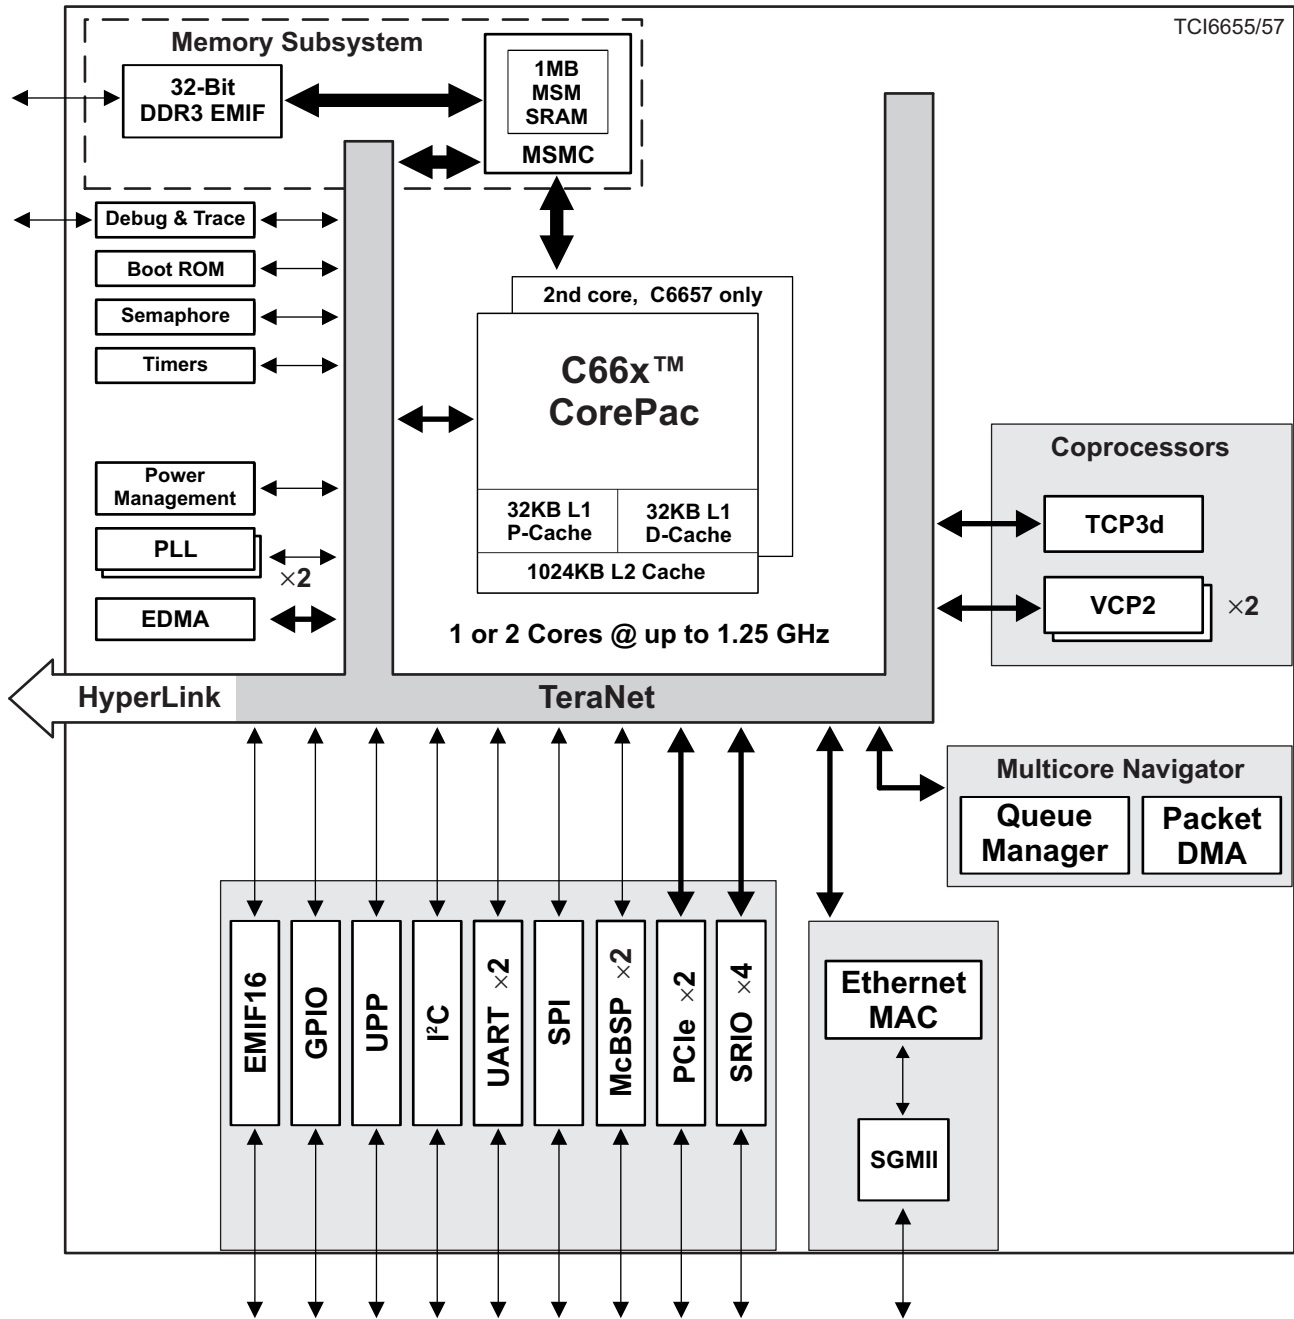 TCI6655/57
Memory Subsystem
32-Bit
DDR3 EMIF
1MB
MSM
SRAM
MSMC
Debug & Trace
Boot ROM
Semaphore
Timers
2nd core, C6657 only
C66x™
CorePac
32KB L1
P-Cache
32KB L1
D-Cache
1024KB L2 Cache
1 or 2 Cores @ up to 1.25 GHz
Power
Management
PLL
×2
EDMA
Coprocessors
TCP3d
VCP2
×2
HyperLink
TeraNet
Multicore Navigator
Queue
Manager
Packet
DMA
EMIF16
GPIO
UPP
I²C
UART ×2
SPI
McBSP ×2
PCIe ×2
SRIO ×4
Ethernet
MAC
SGMII